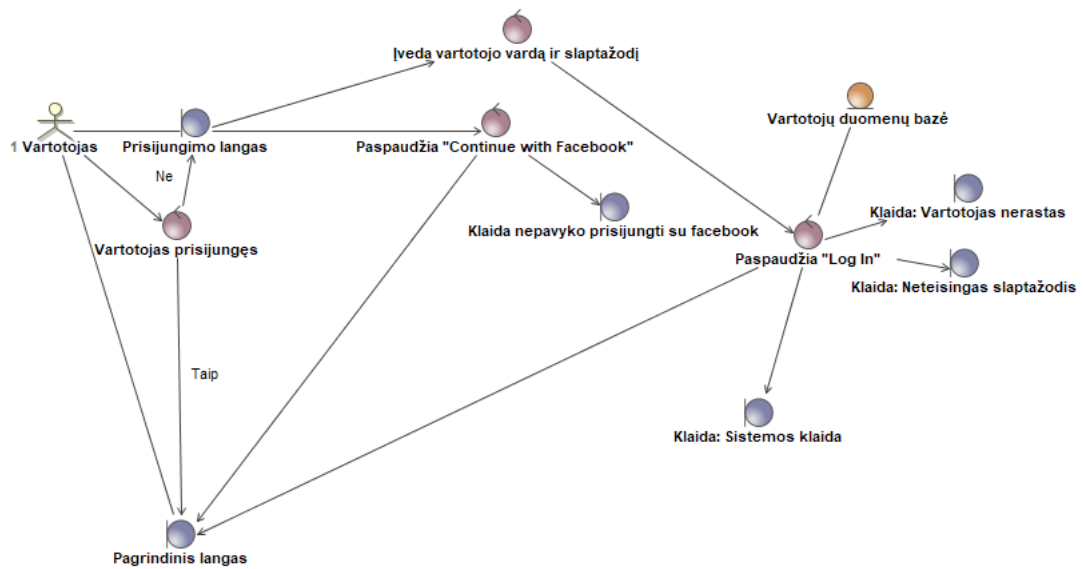 Įveda vartotojo vardą ir slaptažodį
Vartotojų duomenų bazė
1 Vartotojas
Prisijungimo langas
Paspaudžia "Continue with Facebook"
Ne
Klaida: Vartotojas nerastas
Klaida nepavyko prisijungti su facebook
Vartotojas prisijungęs
Paspaudžia "Log In"
Klaida: Neteisingas slaptažodis
Taip
Klaida: Sistemos klaida
Pagrindinis langas